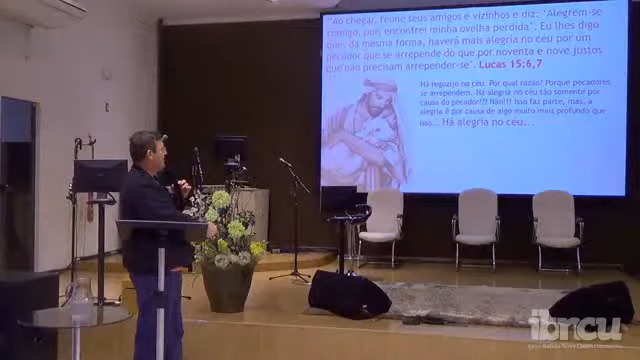 "Ao chegar, reúne seus amigos e vizinhos e diz: 'Alegrem-se
comigo, pois encontrei minha ovelha perdida'. Eu lhes digo
que, da mesma forma, haverá mais alegria no céu por um
pecador que se arrepende do que por noventa e nove justos
que não precisam arrepender-se". Lucas 15:6,7
Há regozijo no céu. Por qual razão? Porque pecadores
se arrependem. Há alegria no céu tão somente por
causa do pecador??? Não!!! Isso faz parte, mas, a
alegria é por causa de algo muito mais profundo que
isso... Há alegria no céu...
ibncu
Igreja Batista Nova